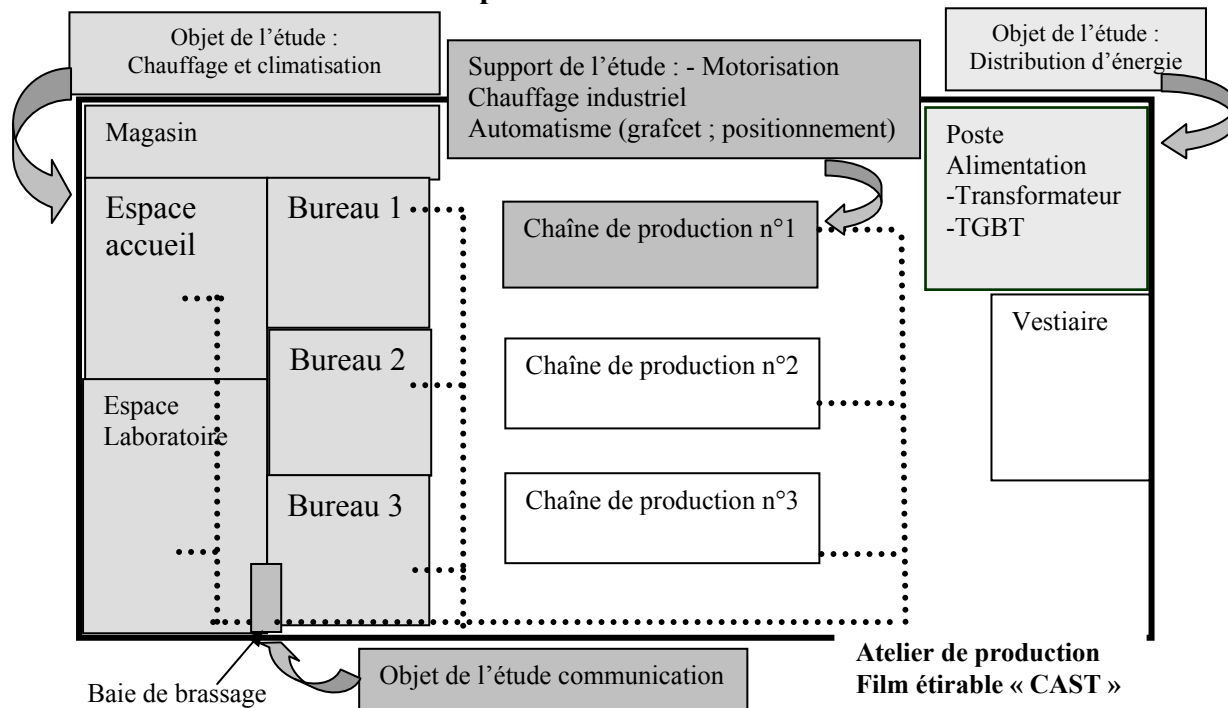 Objet de l’étude :
Chauffage et climatisation
Support de l’étude : - Motorisation
Chauffage industriel
Automatisme (grafcet ; positionnement)
Objet de l’étude :
Distribution d’énergie
Magasin
Poste
Alimentation
-Transformateur
-TGBT
Espace
accueil
Bureau 1
Chaîne de production n°1
Vestiaire
Bureau 2
Chaîne de production n°2
Espace
Laboratoire
Bureau 3
Chaîne de production n°3
Atelier de production
Film étirable « CAST »
Objet de l’étude communication
Baie de brassage